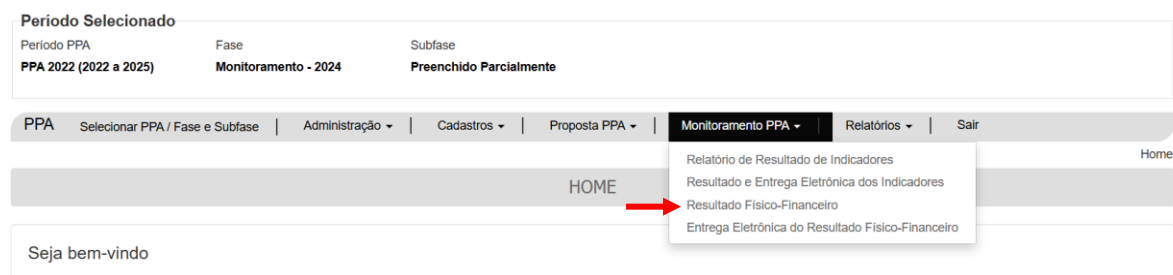 Período Selecionado
Período PPA Fase Subfase
PPA 2022 (2022 a 2025) Monitoramento - 2024 Preenchido Parcialmente
PPA Selecionar PPA / Fase e Subfase | Administração | Cadastros | Proposta PPA | Monitoramento PPA | Relatórios | Sair
Home
Relatório de Resultado de Indicadores
HOME
Resultado e Entrega Eletrônica dos Indicadores
Resultado Físico-Financeiro
Entrega Eletrônica do Resultado Físico-Financeiro
Seja bem-vindo